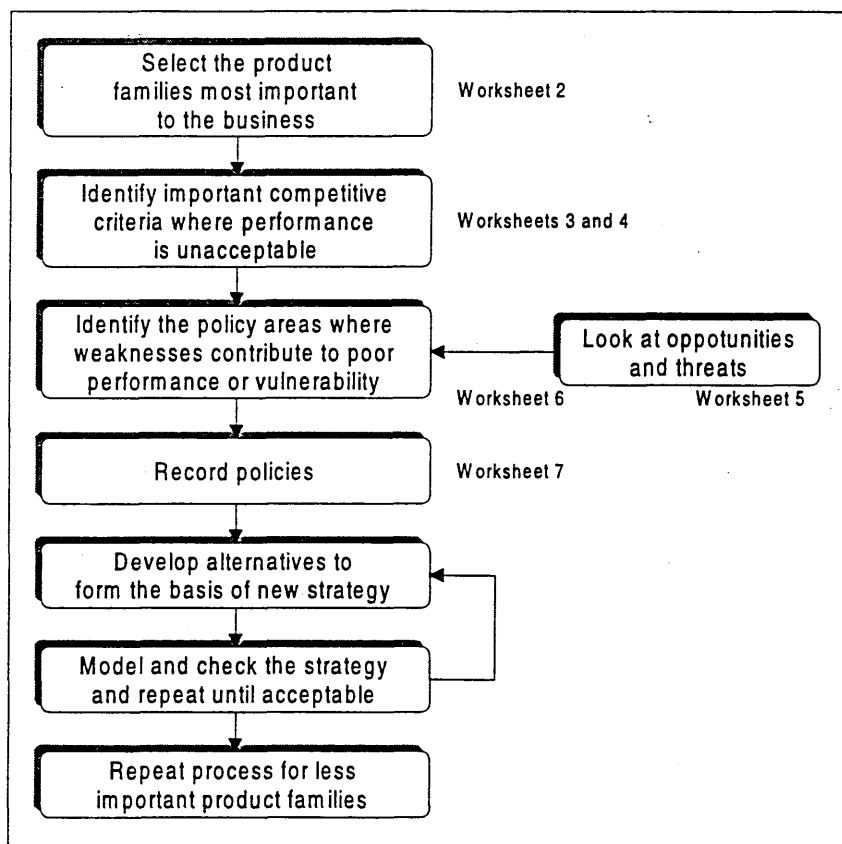 Select the product
families most important
to the business
Worksheet 2
Identify important competitive
criteria where performance
is unacceptable
Worksheets 3 and 4
Identify the policy areas where
weaknesses contribute to poor
performance or vulnerability
Look at oppotunities
and threats
Worksheet 6
Worksheet 5
Record policies
Worksheet 7
Develop alternatives to
form the basis of new strategy
Model and check the strategy
and repeat until acceptable
Repeat process for less
important product families